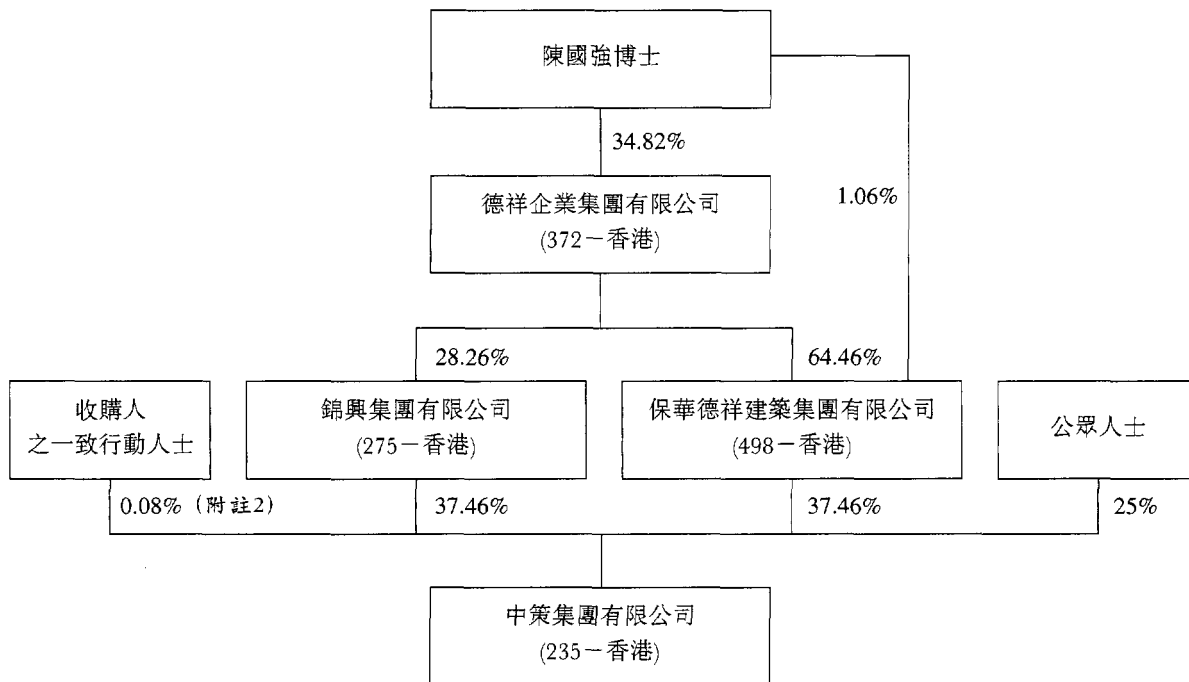 陳國強博士
34.82%
德祥企業集團有限公司
(372－香港)
1.06%
28.26%
64.46%
收購人
之一致行動人士
錦興集團有限公司
(275－香港)
保華德祥建築集團有限公司
(498－香港)
公眾人士
0.08% (附註2)
37.46%
37.46%
25%
中策集團有限公司
(235－香港)